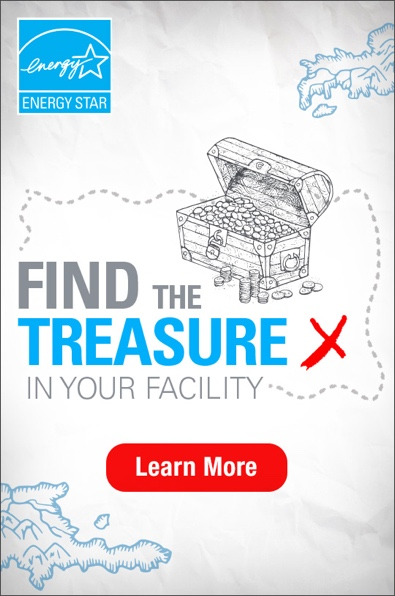 energy
ENERGY STAR
FIND THE
TREASURE
IN YOUR FACILITY
Learn More